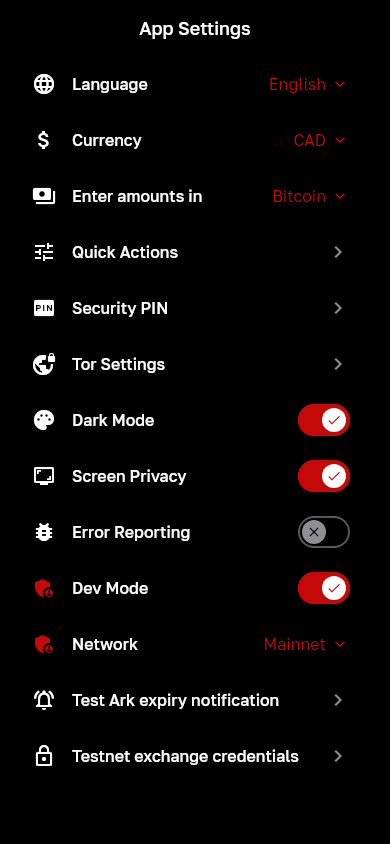 App Settings
Language English
Currency CAD
Enter amounts in Bitcoin
Quick Actions
PIN Security PIN
Tor Settings
Dark Mode
Screen Privacy
Error Reporting
Dev Mode
Network Mainnet
Test Ark expiry notification
Testnet exchange credentials